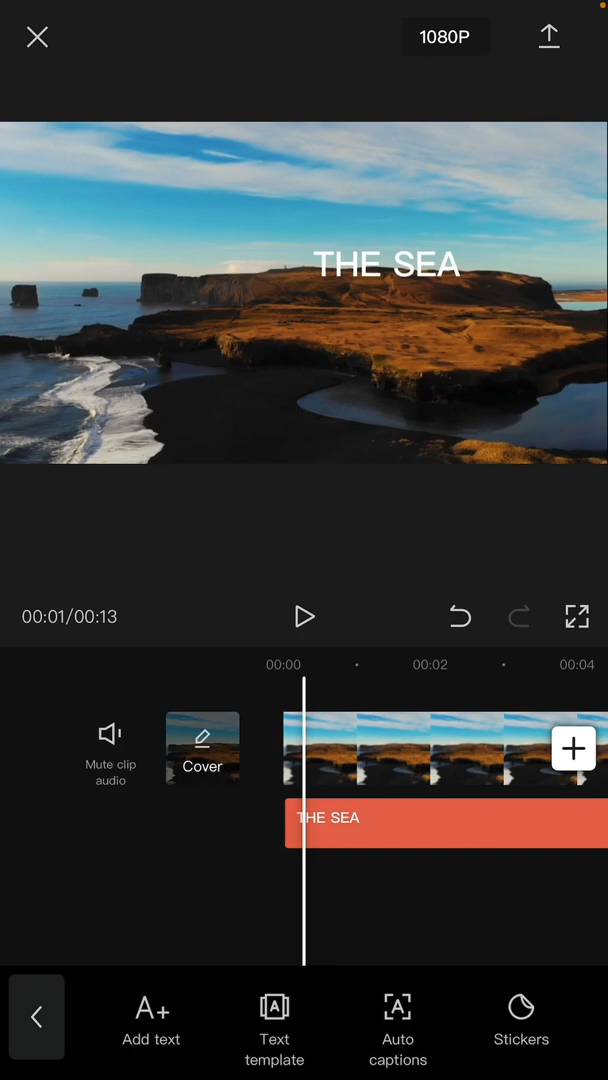 1080P
THE SEA
00:01/00:13
00:00
00:02
00:04
Mute clip
audio
Cover
THE SEA
A+
Add text
Text
template
Auto
captions
Stickers